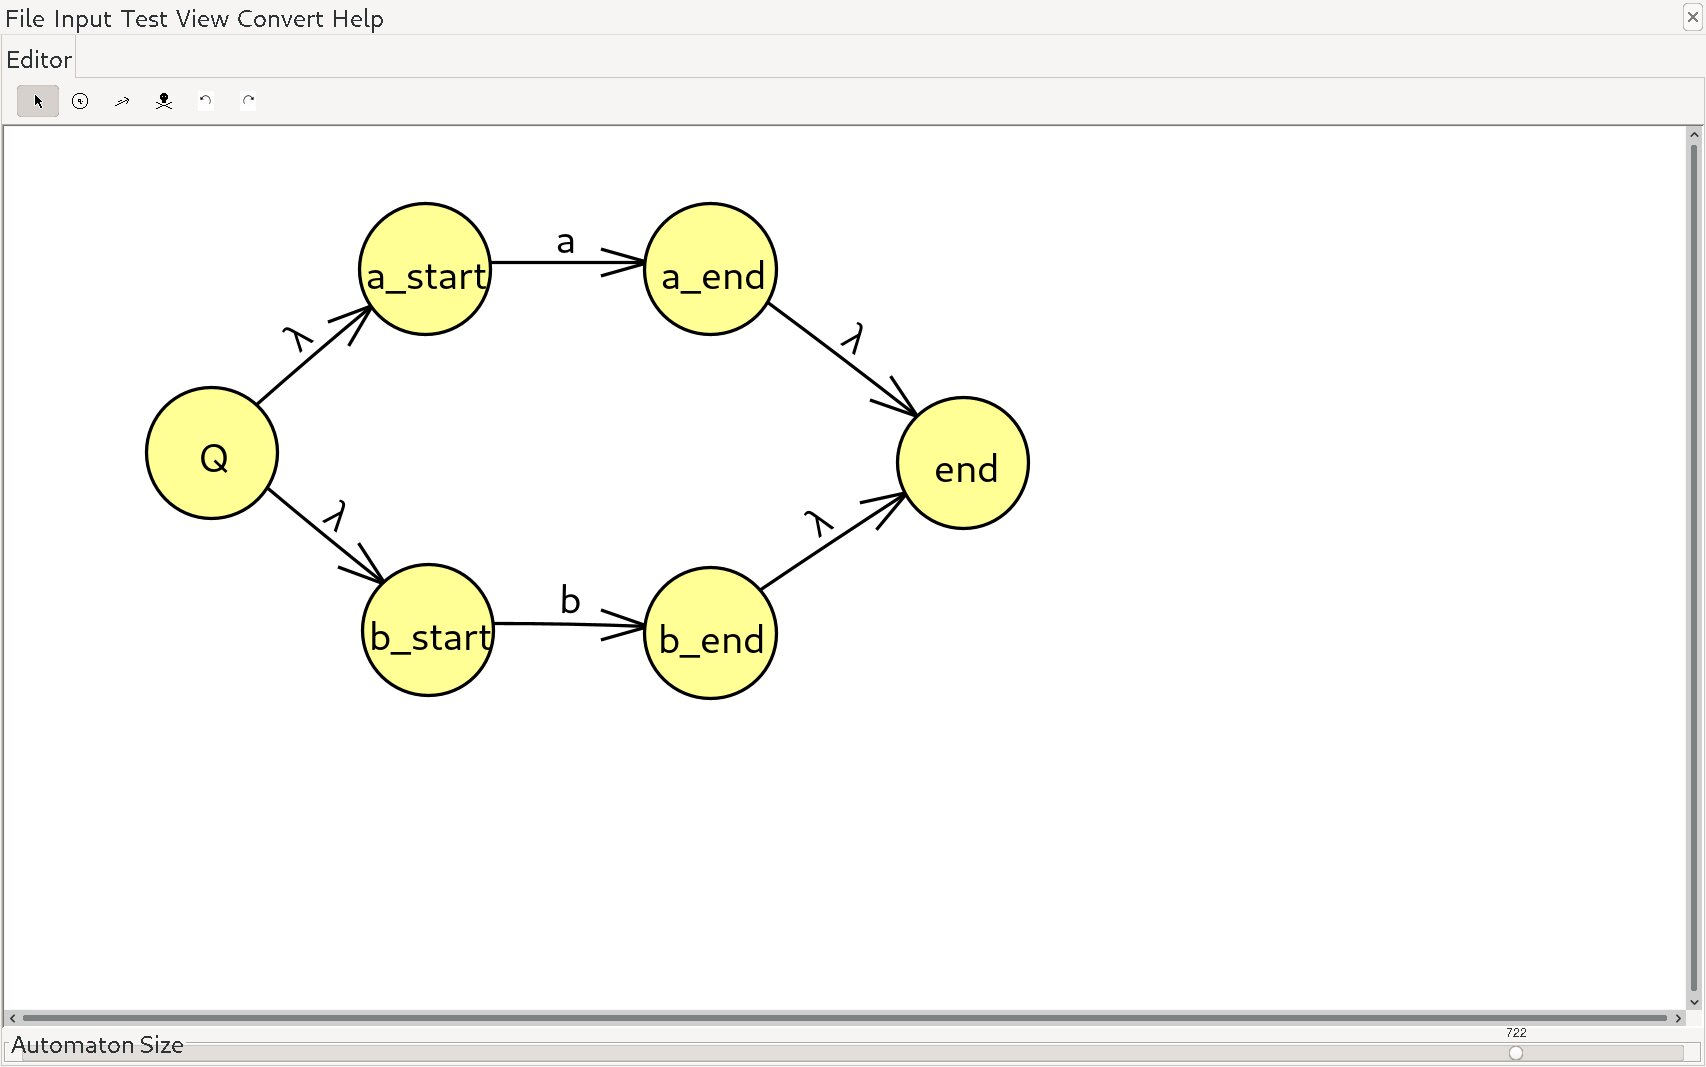 File Input Test View Convert Help
Editor
a
a_start
a_end
λ
λ
Q
end
λ
λ
b
b_start
b_end
722
Automaton Size